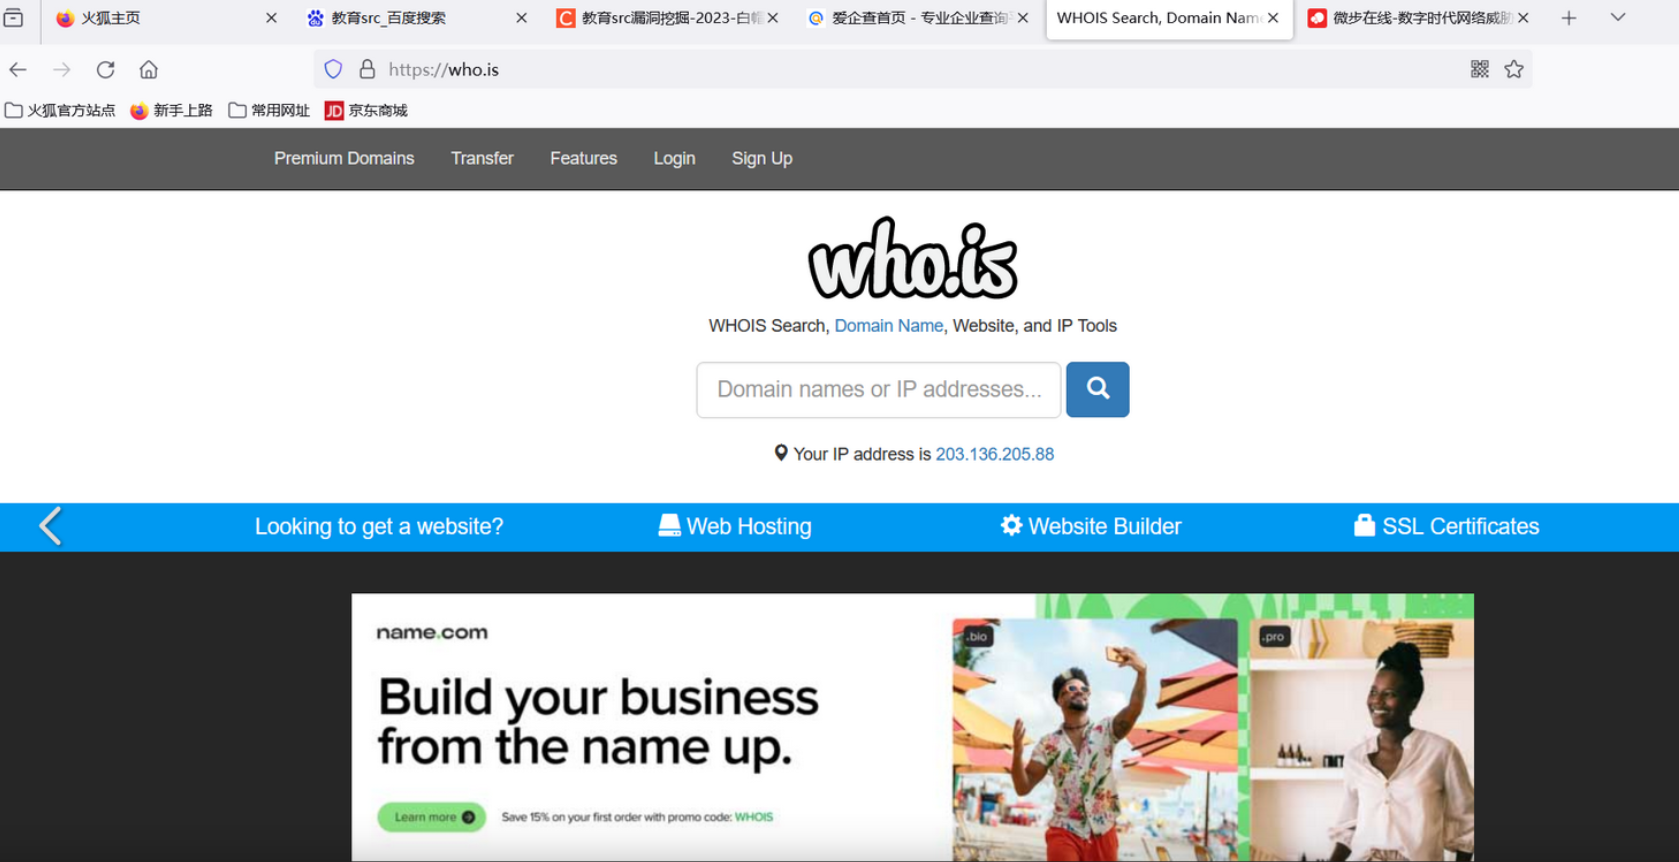 火狐主页
教育src_百度搜索
教育src漏洞挖掘-2023-白帽
爱企查首页 - 专业企业查询
WHOIS Search, Domain Name
微步在线-数字时代网络威胁
https://who.is
火狐官方站点 新手上路 常用网址 JD 京东商城
Premium Domains Transfer Features Login Sign Up
who.is
WHOIS Search, Domain Name, Website, and IP Tools
Domain names or IP addresses...
Your IP address is 203.136.205.88
Looking to get a website? Web Hosting Website Builder SSL Certificates
name.com
.bio
.pro
Build your business
from the name up.
Learn more
Save 15% on your first order with promo code: WHOIS